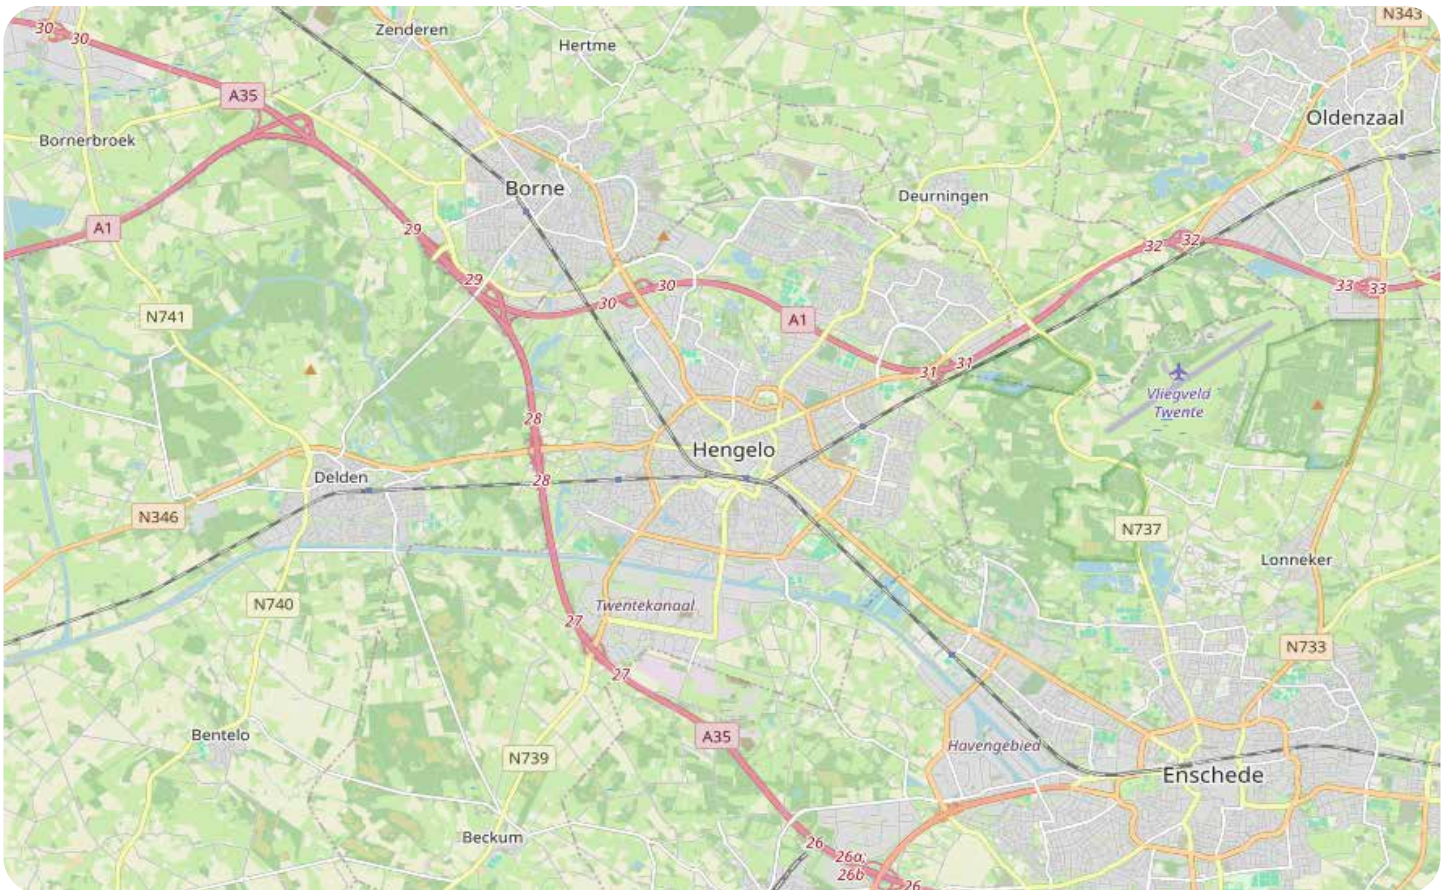 30
30
Zenderen
Hertme
N343
A35
Oldenzaal
Bornerbroek
Borne
Deurningen
A1
29
32
32
29
30
30
33
33
N741
A1
31
31
Vliegveld
Twente
28
Hengelo
Delden
28
N346
N737
Lonneker
N740
Twentekanaal
27
N733
27
Bentelo
A35
Havengebied
N739
Enschede
Beckum
26
26a;
26b
26